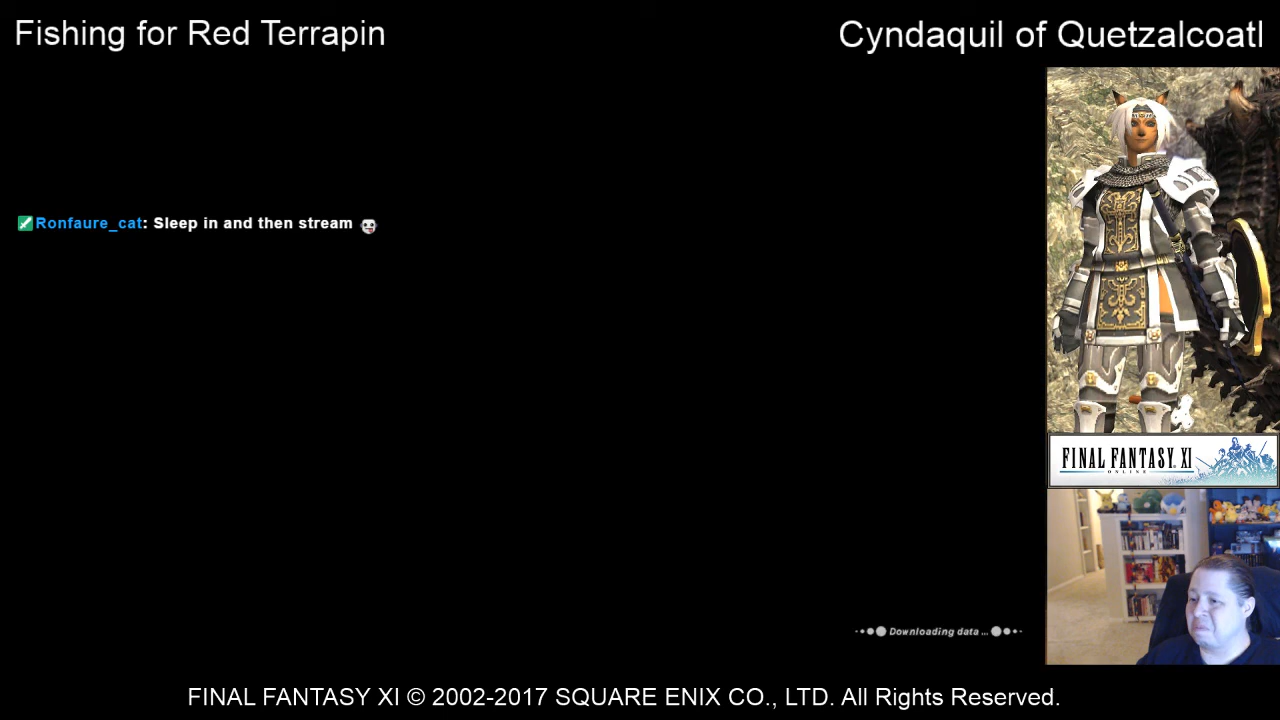 Fishing for Red Terrapin
Cyndaquil of Quetzalcoatl
Ronfaure_cat: Sleep in and then stream
FINAL FANTASY XI
ONLINE
Downloading data ...
FINAL FANTASY XI © 2002-2017 SQUARE ENIX CO., LTD. All Rights Reserved.